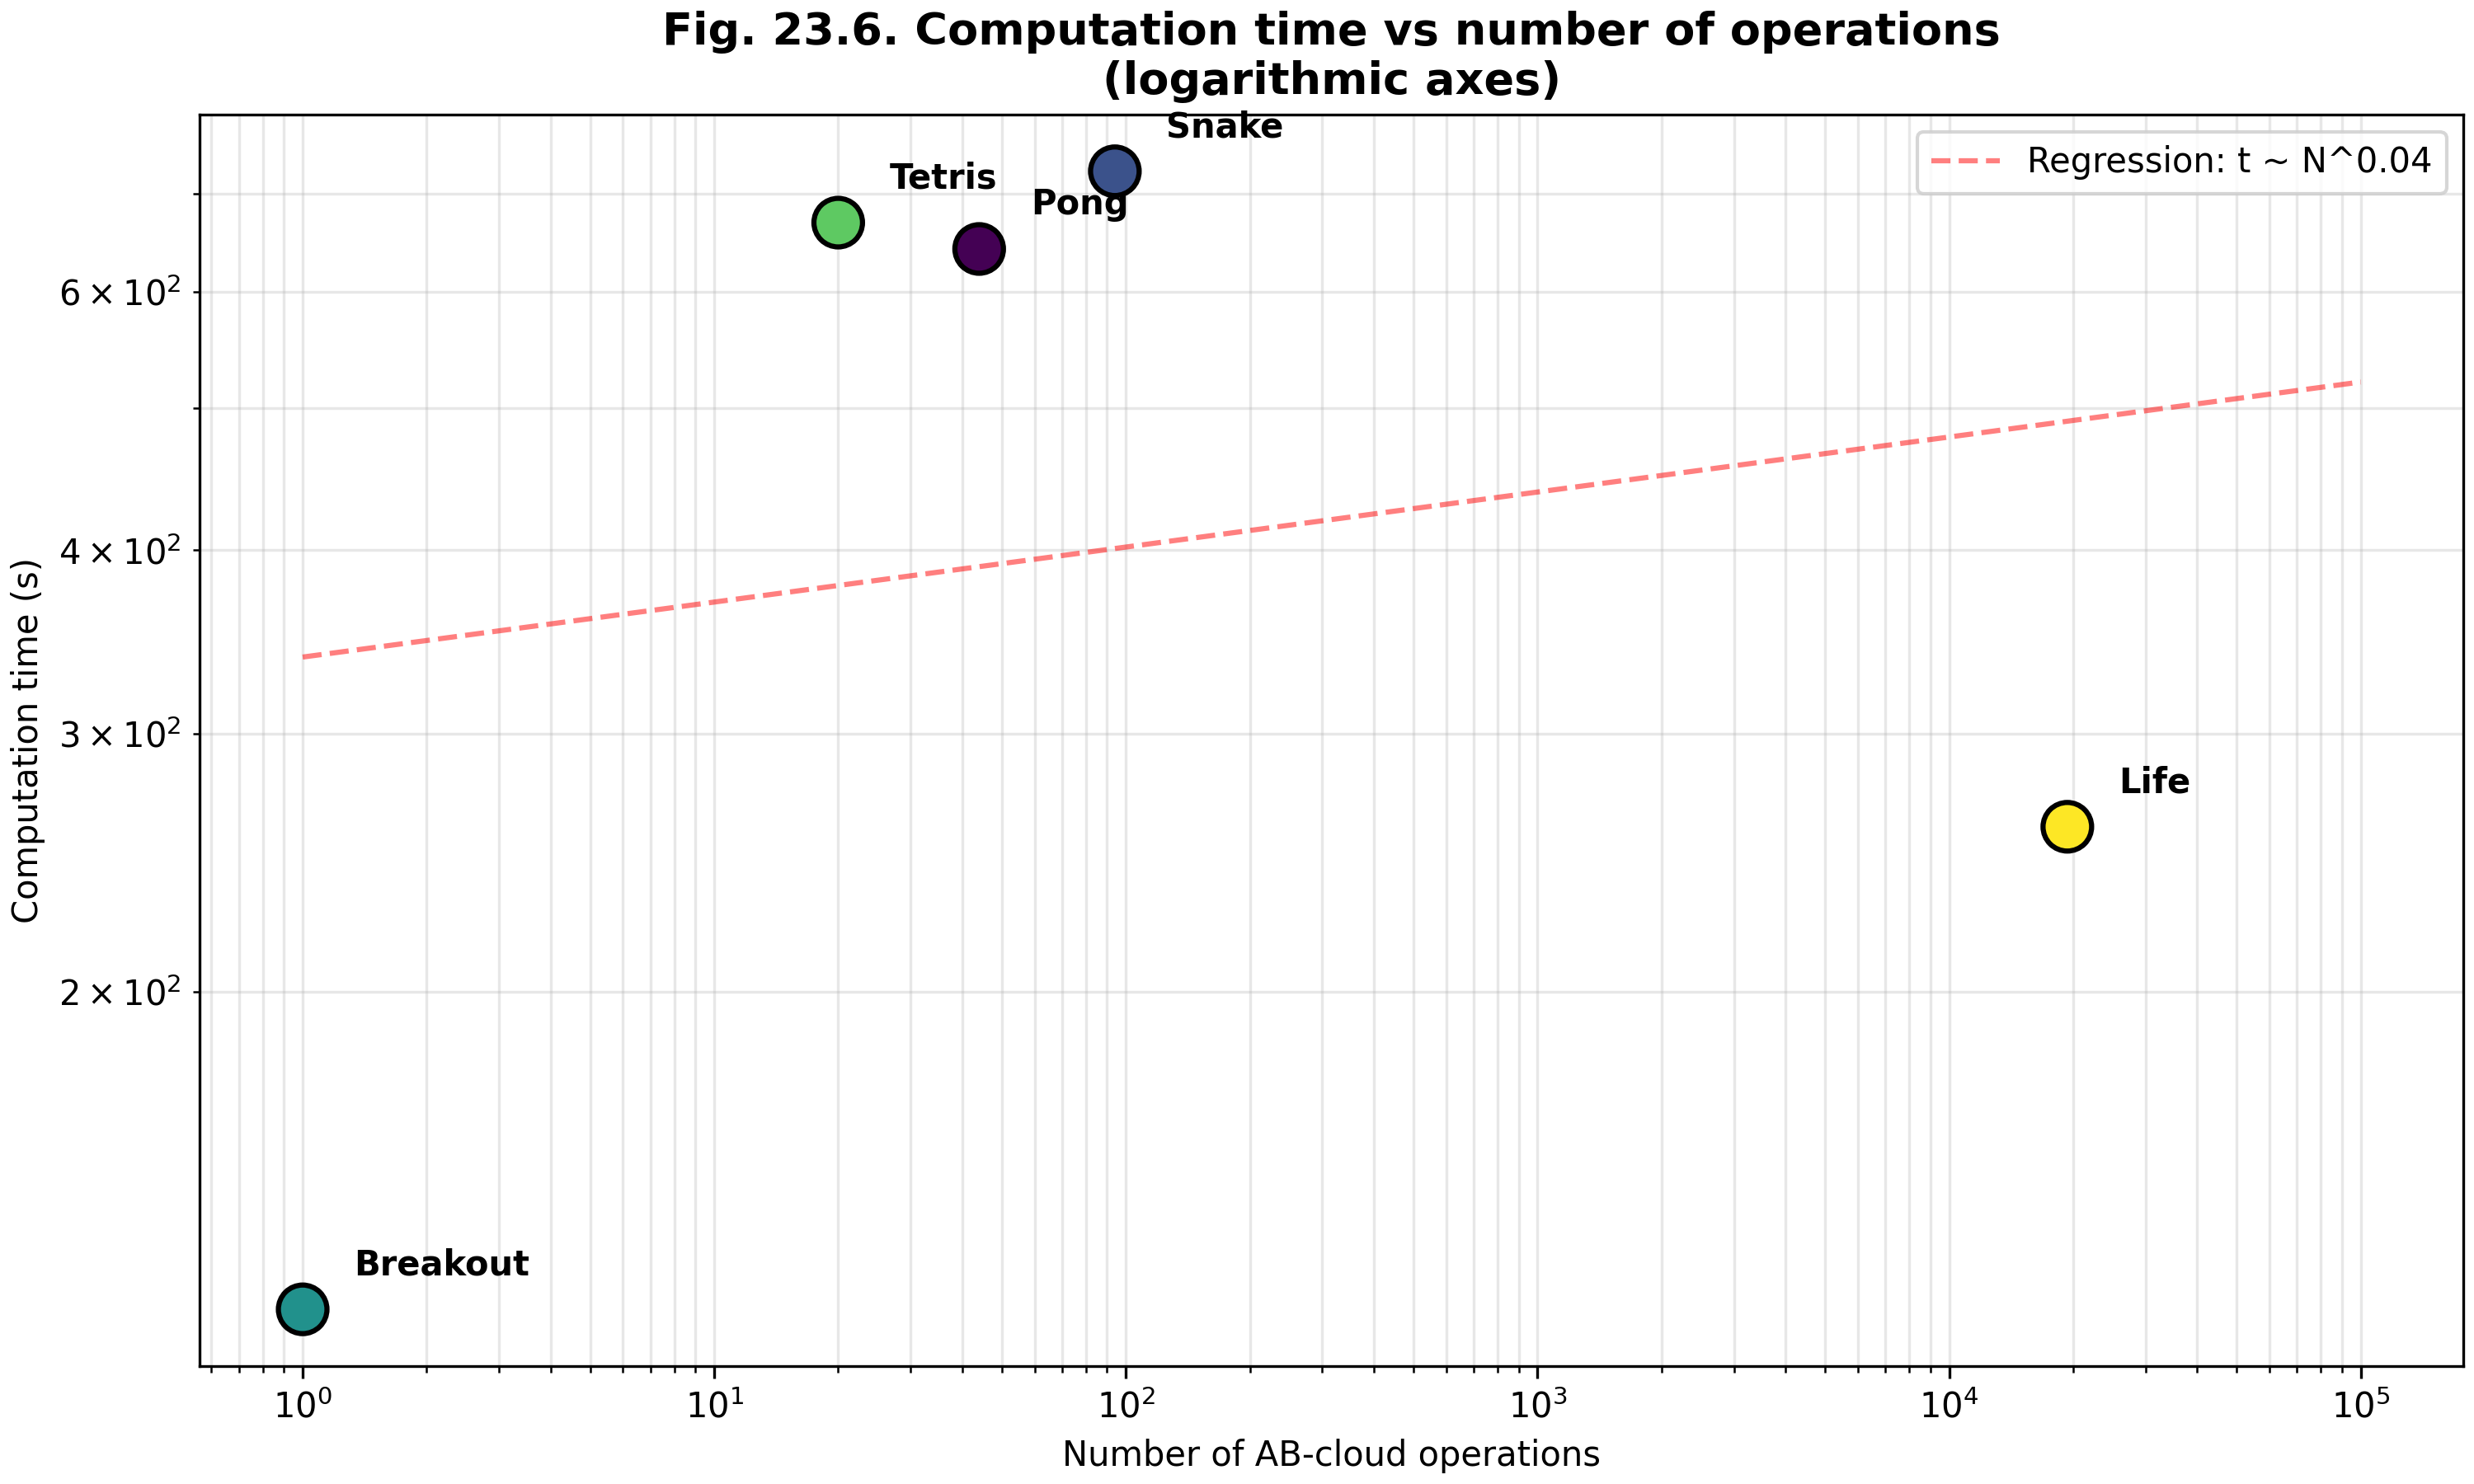 Fig. 23.6. Computation time vs number of operations
(logarithmic axes)
Snake
Regression: t ~ N^0.04
Tetris
Pong
6 × 10²
4 × 10²
3 × 10²
Life
2 × 10²
Breakout
Computation time (s)
10⁰ 10¹ 10² 10³ 10⁴ 10⁵
Number of AB-cloud operations